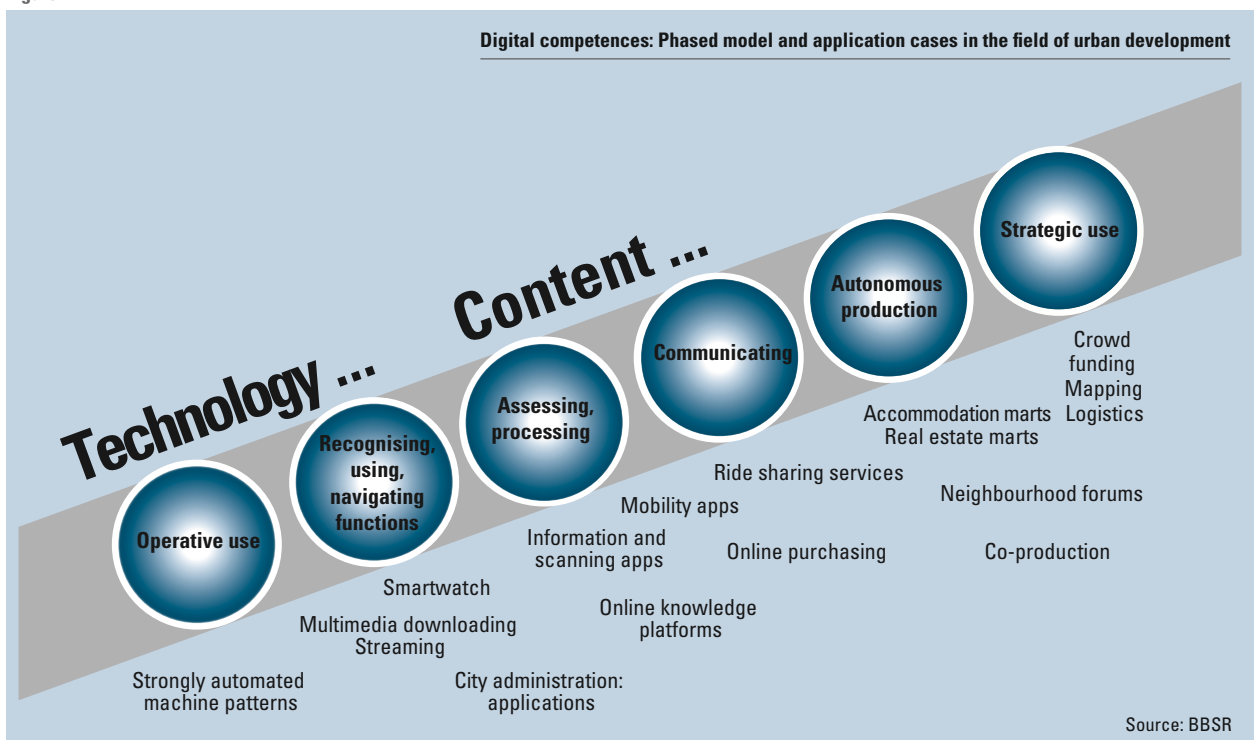 Digital competences: Phased model and application cases in the field of urban development
Technology ...
Content ...
Operative use
Recognising,
using,
navigating
functions
Assessing,
processing
Communicating
Autonomous
production
Strategic use
Crowd
funding
Mapping
Logistics
Accommodation marts
Real estate marts
Ride sharing services
Neighbourhood forums
Mobility apps
Information and
scanning apps
Online purchasing
Co-production
Smartwatch
Online knowledge
platforms
Multimedia downloading
Streaming
Strongly automated
machine patterns
City administration:
applications
Source: BBSR